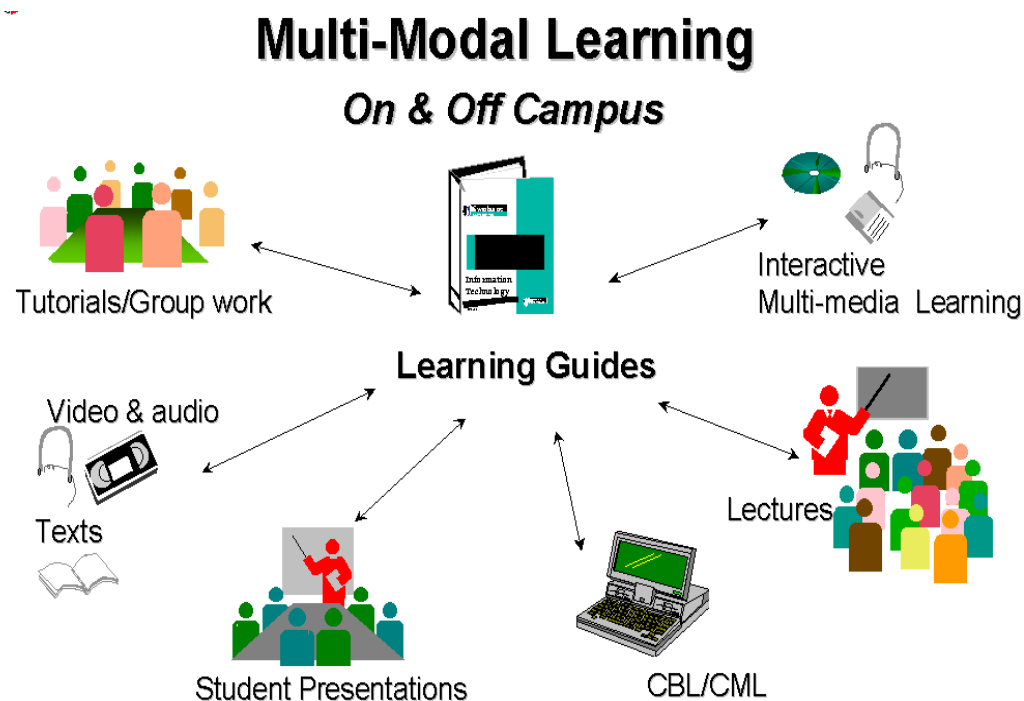 Multi-Modal Learning
On & Off Campus
Tutorials/Group work
Information
Technology
Interactive
Multi-media Learning
Learning Guides
Video & audio
Texts
Lectures
Student Presentations
CBL/CML